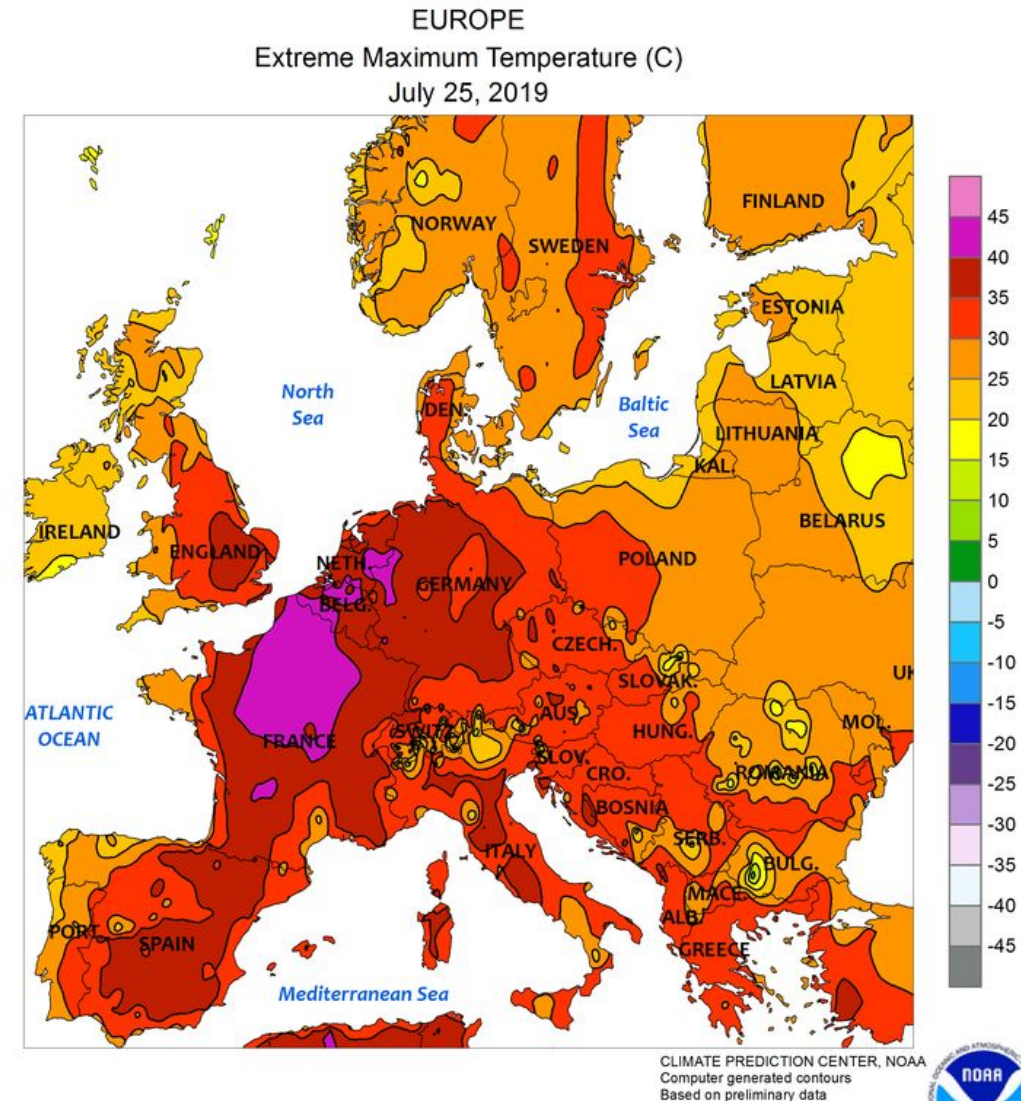 EUROPE
Extreme Maximum Temperature (C)
July 25, 2019
FINLAND
NORWAY
SWEDEN
ESTONIA
North
Sea
DEN.
Baltic
Sea
LATVIA
LITHUANIA
KAL.
IRELAND
ENGLAND
NETH.
BELG.
GERMANY
POLAND
BELARUS
CZECH.
SLOVAK.
UK
ATLANTIC
OCEAN
FRANCE
SWITZ.
AUS.
HUNG.
MOL.
SLOV.
CRO.
ROMANIA
BOSNIA
ITALY
SERB.
BULG.
MACE.
ALB.
PORT.
SPAIN
GREECE
Mediterranean Sea
45
40
35
30
25
20
15
10
5
0
-5
-10
-15
-20
-25
-30
-35
-40
-45
CLIMATE PREDICTION CENTER, NOAA
Computer generated contours
Based on preliminary data
NOAA